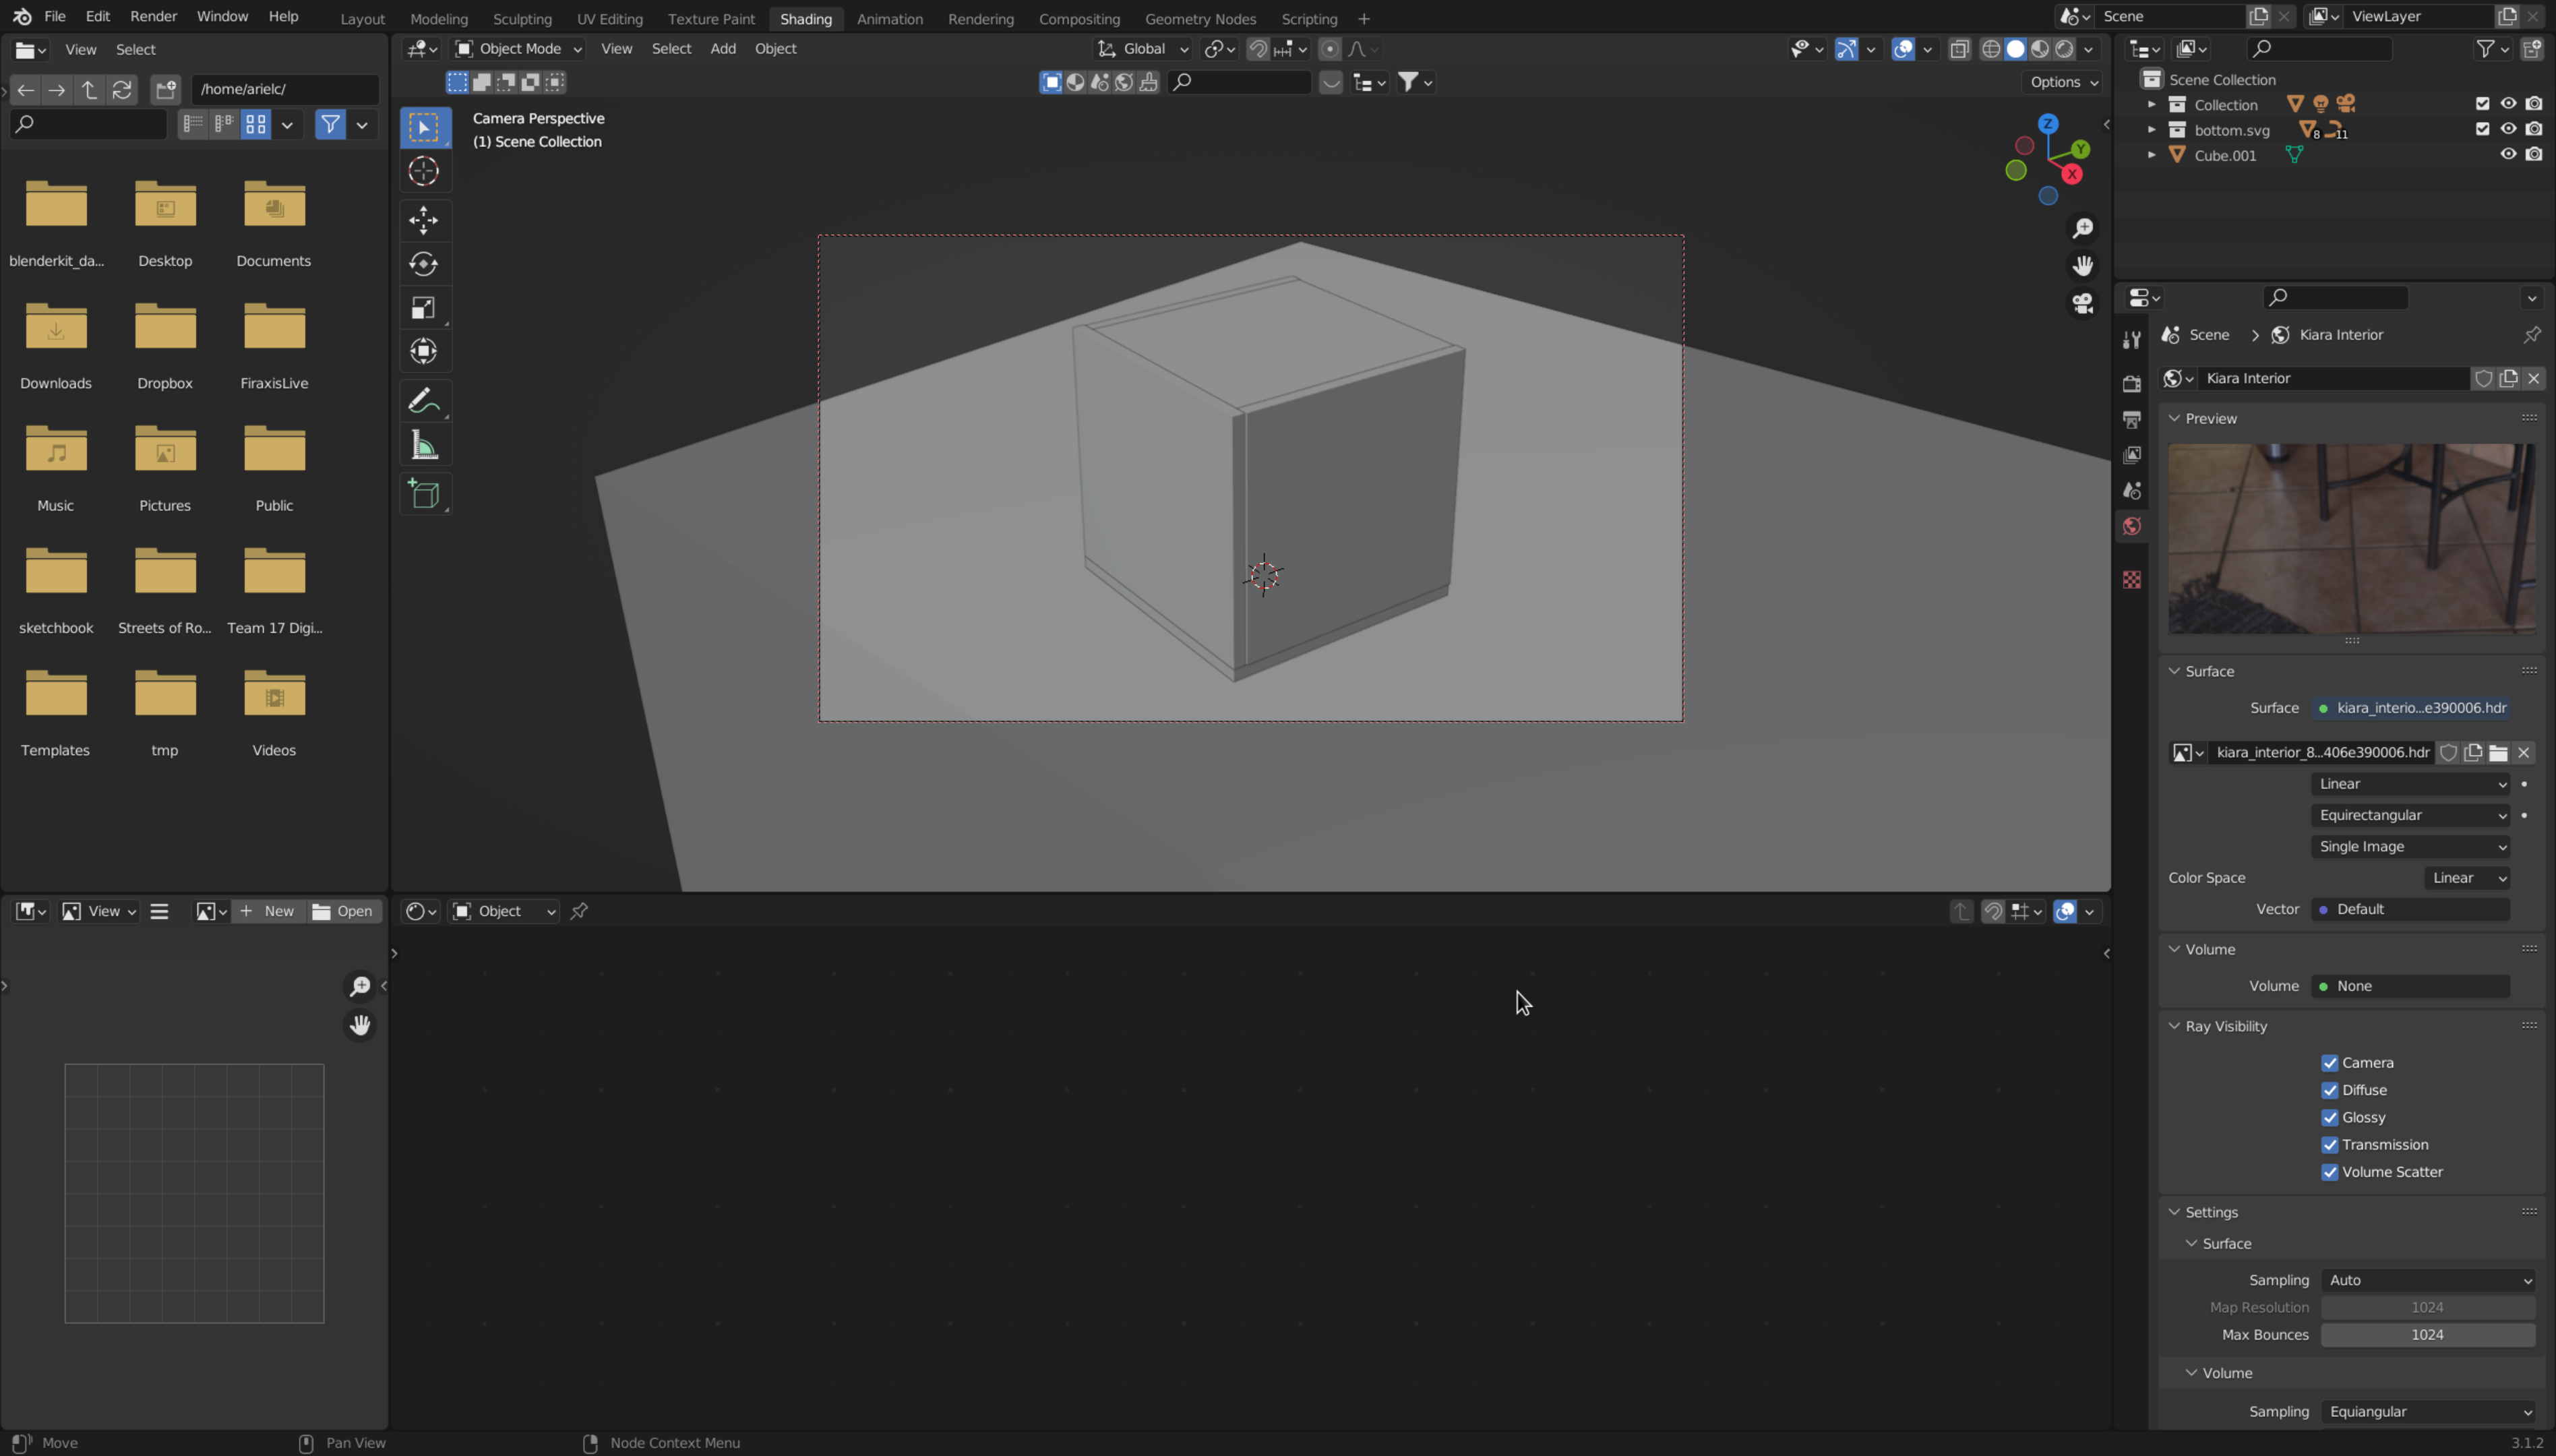 File Edit Render Window Help Layout Modeling Sculpting UV Editing Texture Paint Shading Animation Rendering Compositing Geometry Nodes Scripting + Scene ViewLayer
View Select
/home/arielc/
blenderkit_da... Desktop Documents
Downloads Dropbox FiraxisLive
Music Pictures Public
sketchbook Streets of Ro... Team 17 Digi...
Templates tmp Videos
Object Mode View Select Add Object Global
Options
Camera Perspective
(1) Scene Collection
Z
Y
X
Scene Collection
Collection
bottom.svg 8 11
Cube.001
Scene > Kiara Interior
Kiara Interior
Preview
Surface
Surface kiara_interio...e390006.hdr
kiara_interior_8...406e390006.hdr
Linear
Equirectangular
Single Image
Color Space Linear
Vector Default
Volume
Volume None
Ray Visibility
Camera
Diffuse
Glossy
Transmission
Volume Scatter
Settings
Surface
Sampling Auto
Map Resolution 1024
Max Bounces 1024
Volume
Sampling Equiangular
View + New Open
Object
Move Pan View Node Context Menu 3.1.2